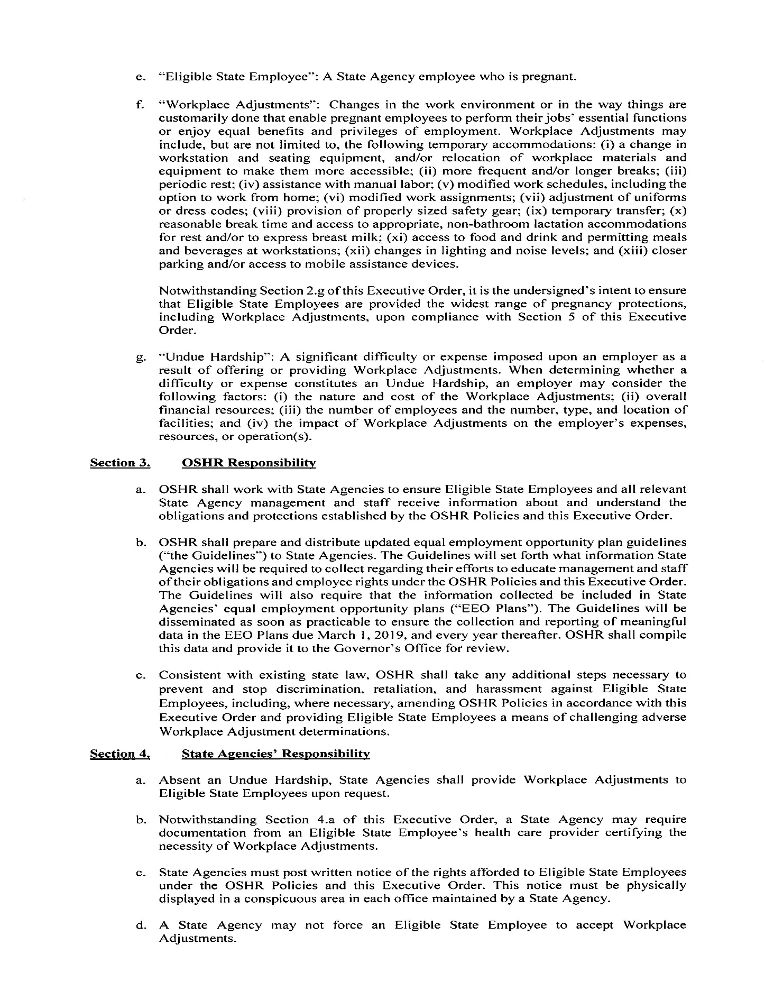 e. “Eligible State Employee”: A State Agency employee who is pregnant.
f. “Workplace Adjustments”: Changes in the work environment or in the way things are
customarily done that enable pregnant employees to perform their jobs’ essential functions
or enjoy equal benefits and privileges of employment. Workplace Adjustments may
include, but are not limited to, the following temporary accommodations: (i) a change in
workstation and seating equipment, and/or relocation of workplace materials and
equipment to make them more accessible; (ii) more frequent and/or longer breaks; (iii)
periodic rest; (iv) assistance with manual labor; (v) modified work schedules, including the
option to work from home; (vi) modified work assignments; (vii) adjustment of uniforms
or dress codes; (viii) provision of properly sized safety gear; (ix) temporary transfer; (x)
reasonable break time and access to appropriate, non-bathroom lactation accommodations
for rest and/or to express breast milk; (xi) access to food and drink and permitting meals
and beverages at workstations; (xii) changes in lighting and noise levels; and (xiii) closer
parking and/or access to mobile assistance devices.
Notwithstanding Section 2.g of this Executive Order, it is the undersigned’s intent to ensure
that Eligible State Employees are provided the widest range of pregnancy protections,
including Workplace Adjustments, upon compliance with Section 5 of this Executive
Order.
g. “Undue Hardship”: A significant difficulty or expense imposed upon an employer as a
result of offering or providing Workplace Adjustments. When determining whether a
difficulty or expense constitutes an Undue Hardship, an employer may consider the
following factors: (i) the nature and cost of the Workplace Adjustments; (ii) overall
financial resources; (iii) the number of employees and the number, type, and location of
facilities; and (iv) the impact of Workplace Adjustments on the employer’s expenses,
resources, or operation(s).
Section 3. OSHR Responsibility
a. OSHR shall work with State Agencies to ensure Eligible State Employees and all relevant
State Agency management and staff receive information about and understand the
obligations and protections established by the OSHR Policies and this Executive Order.
b. OSHR shall prepare and distribute updated equal employment opportunity plan guidelines
(“the Guidelines”) to State Agencies. The Guidelines will set forth what information State
Agencies will be required to collect regarding their efforts to educate management and staff
of their obligations and employee rights under the OSHR Policies and this Executive Order.
The Guidelines will also require that the information collected be included in State
Agencies’ equal employment opportunity plans (“EEO Plans”). The Guidelines will be
disseminated as soon as practicable to ensure the collection and reporting of meaningful
data in the EEO Plans due March 1, 2019, and every year thereafter. OSHR shall compile
this data and provide it to the Governor’s Office for review.
c. Consistent with existing state law, OSHR shall take any additional steps necessary to
prevent and stop discrimination, retaliation, and harassment against Eligible State
Employees, including, where necessary, amending OSHR Policies in accordance with this
Executive Order and providing Eligible State Employees a means of challenging adverse
Workplace Adjustment determinations.
Section 4. State Agencies’ Responsibility
a. Absent an Undue Hardship, State Agencies shall provide Workplace Adjustments to
Eligible State Employees upon request.
b. Notwithstanding Section 4.a of this Executive Order, a State Agency may require
documentation from an Eligible State Employee’s health care provider certifying the
necessity of Workplace Adjustments.
c. State Agencies must post written notice of the rights afforded to Eligible State Employees
under the OSHR Policies and this Executive Order. This notice must be physically
displayed in a conspicuous area in each office maintained by a State Agency.
d. A State Agency may not force an Eligible State Employee to accept Workplace
Adjustments.